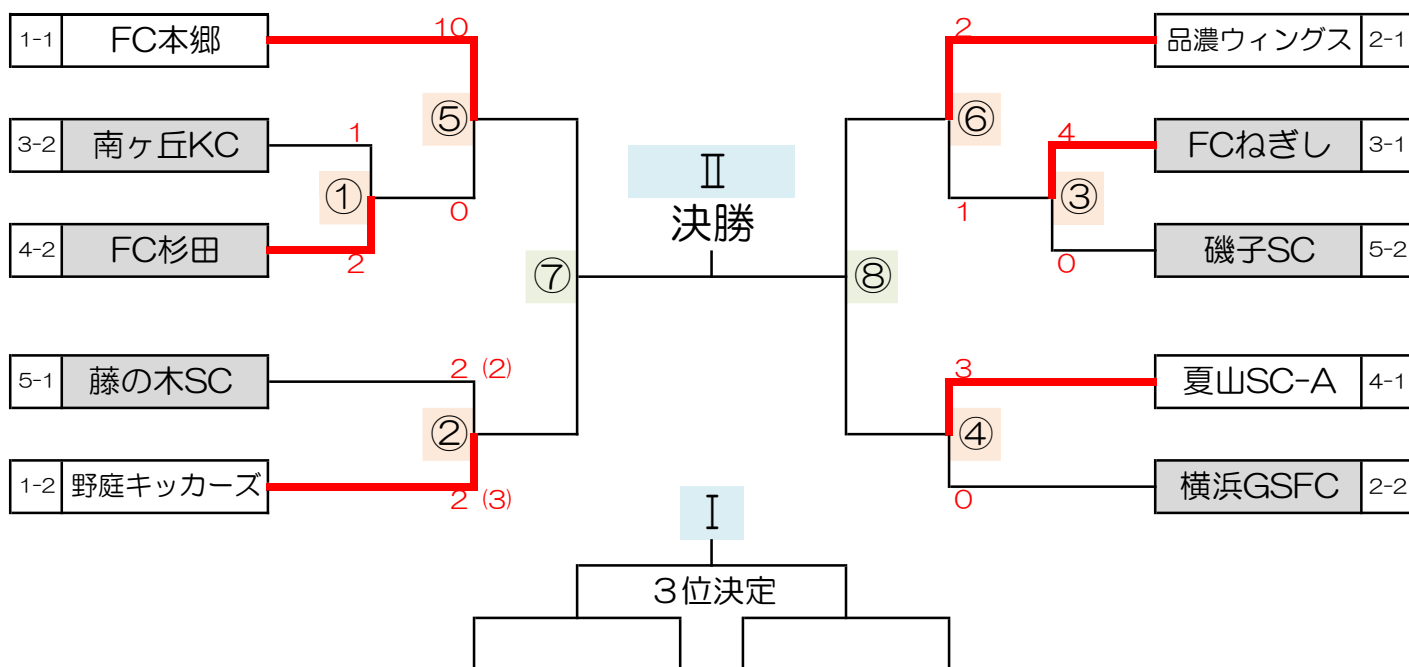 1-1 FC本郷 10
2 品濃ウィングス 2-1
⑤ ⑥
3-2 南ヶ丘KC 1
4 FCねぎし 3-1
Ⅱ
① 0
1 ③
決勝
4-2 FC杉田 2
0 磯子SC 5-2
⑦ ⑧
5-1 藤の木SC 2 (2)
3 夏山SC-A 4-1
② ④
1-2 野庭キッカーズ 2 (3)
0 横浜GSFC 2-2
Ⅰ
3位決定